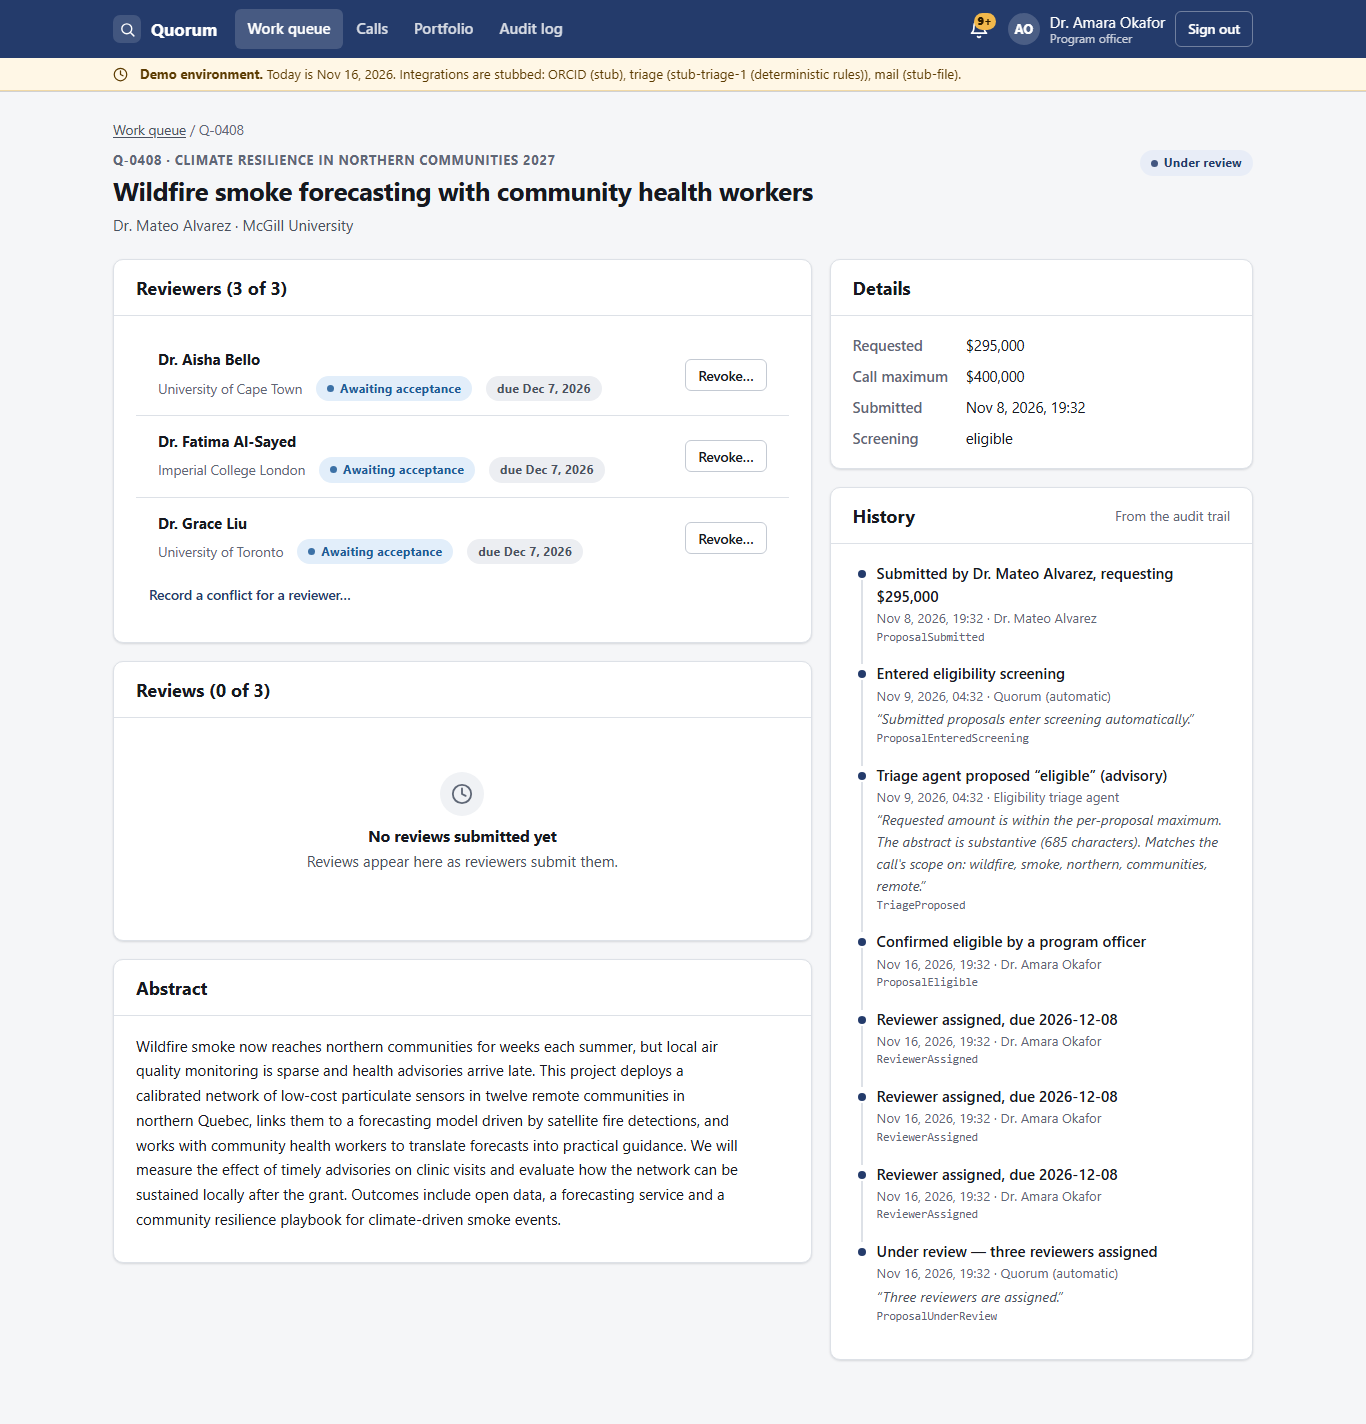 Quorum
Work queue
Calls
Portfolio
Audit log
9+
AO
Dr. Amara Okafor
Program officer
Sign out
Demo environment. Today is Nov 16, 2026. Integrations are stubbed: ORCID (stub), triage (stub-triage-1 (deterministic rules)), mail (stub-file).
Work queue / Q-0408
Q-0408 · CLIMATE RESILIENCE IN NORTHERN COMMUNITIES 2027
Under review
Wildfire smoke forecasting with community health workers
Dr. Mateo Alvarez · McGill University
Reviewers (3 of 3)
Dr. Aisha Bello
University of Cape Town
Awaiting acceptance
due Dec 7, 2026
Revoke...
Dr. Fatima Al-Sayed
Imperial College London
Awaiting acceptance
due Dec 7, 2026
Revoke...
Dr. Grace Liu
University of Toronto
Awaiting acceptance
due Dec 7, 2026
Revoke...
Record a conflict for a reviewer...
Reviews (0 of 3)
No reviews submitted yet
Reviews appear here as reviewers submit them.
Abstract
Wildfire smoke now reaches northern communities for weeks each summer, but local air
quality monitoring is sparse and health advisories arrive late. This project deploys a
calibrated network of low-cost particulate sensors in twelve remote communities in
northern Quebec, links them to a forecasting model driven by satellite fire detections, and
works with community health workers to translate forecasts into practical guidance. We will
measure the effect of timely advisories on clinic visits and evaluate how the network can be
sustained locally after the grant. Outcomes include open data, a forecasting service and a
community resilience playbook for climate-driven smoke events.
Details
Requested $295,000
Call maximum $400,000
Submitted Nov 8, 2026, 19:32
Screening eligible
History
From the audit trail
Submitted by Dr. Mateo Alvarez, requesting
$295,000
Nov 8, 2026, 19:32 · Dr. Mateo Alvarez
ProposalSubmitted
Entered eligibility screening
Nov 9, 2026, 04:32 · Quorum (automatic)
“Submitted proposals enter screening automatically.”
ProposalEnteredScreening
Triage agent proposed “eligible” (advisory)
Nov 9, 2026, 04:32 · Eligibility triage agent
“Requested amount is within the per-proposal maximum.
The abstract is substantive (685 characters). Matches the
call's scope on: wildfire, smoke, northern, communities,
remote.”
TriageProposed
Confirmed eligible by a program officer
Nov 16, 2026, 19:32 · Dr. Amara Okafor
ProposalEligible
Reviewer assigned, due 2026-12-08
Nov 16, 2026, 19:32 · Dr. Amara Okafor
ReviewerAssigned
Reviewer assigned, due 2026-12-08
Nov 16, 2026, 19:32 · Dr. Amara Okafor
ReviewerAssigned
Reviewer assigned, due 2026-12-08
Nov 16, 2026, 19:32 · Dr. Amara Okafor
ReviewerAssigned
Under review — three reviewers assigned
Nov 16, 2026, 19:32 · Quorum (automatic)
“Three reviewers are assigned.”
ProposalUnderReview